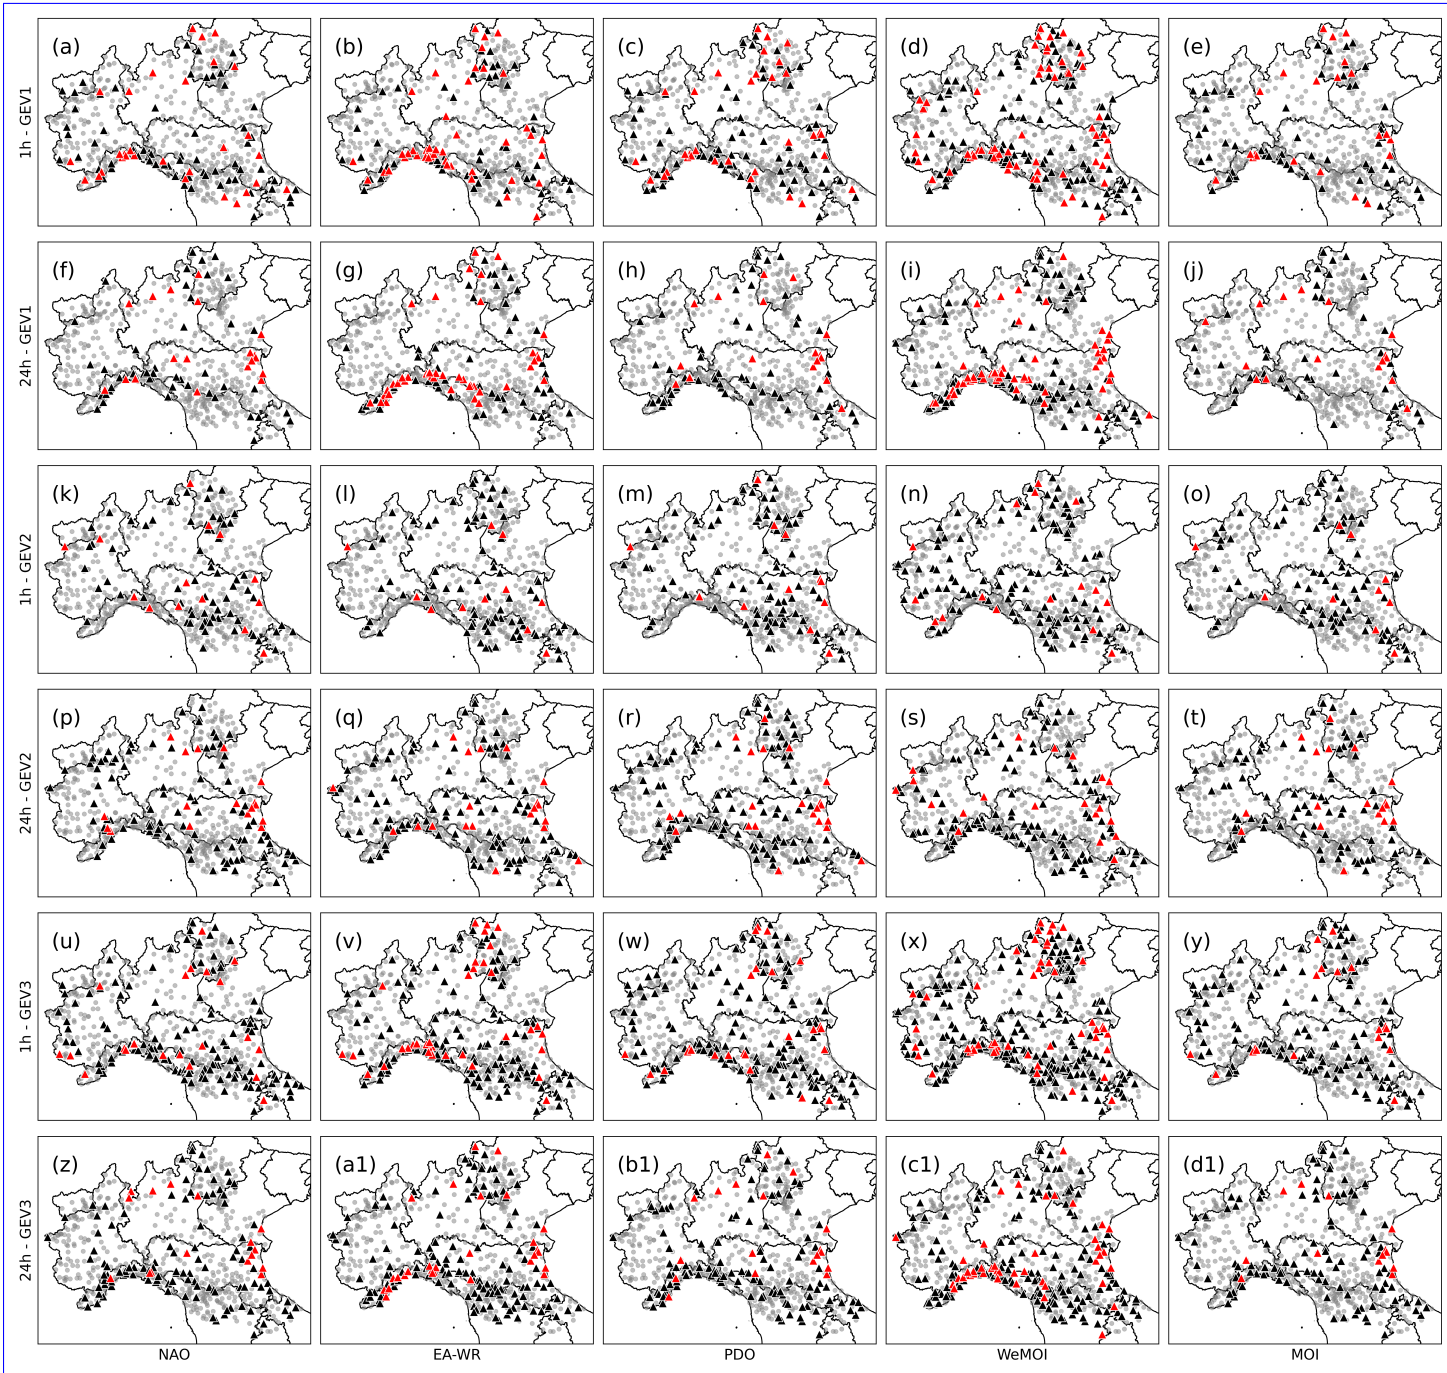 1h - GEV1
(a)
(b)
(c)
(d)
(e)
24h - GEV1
(f)
(g)
(h)
(i)
(j)
1h - GEV2
(k)
(l)
(m)
(n)
(o)
24h - GEV2
(p)
(q)
(r)
(s)
(t)
1h - GEV3
(u)
(v)
(w)
(x)
(y)
24h - GEV3
(z)
(a1)
(b1)
(c1)
(d1)
NAO
EA-WR
PDO
WeMOI
MOI